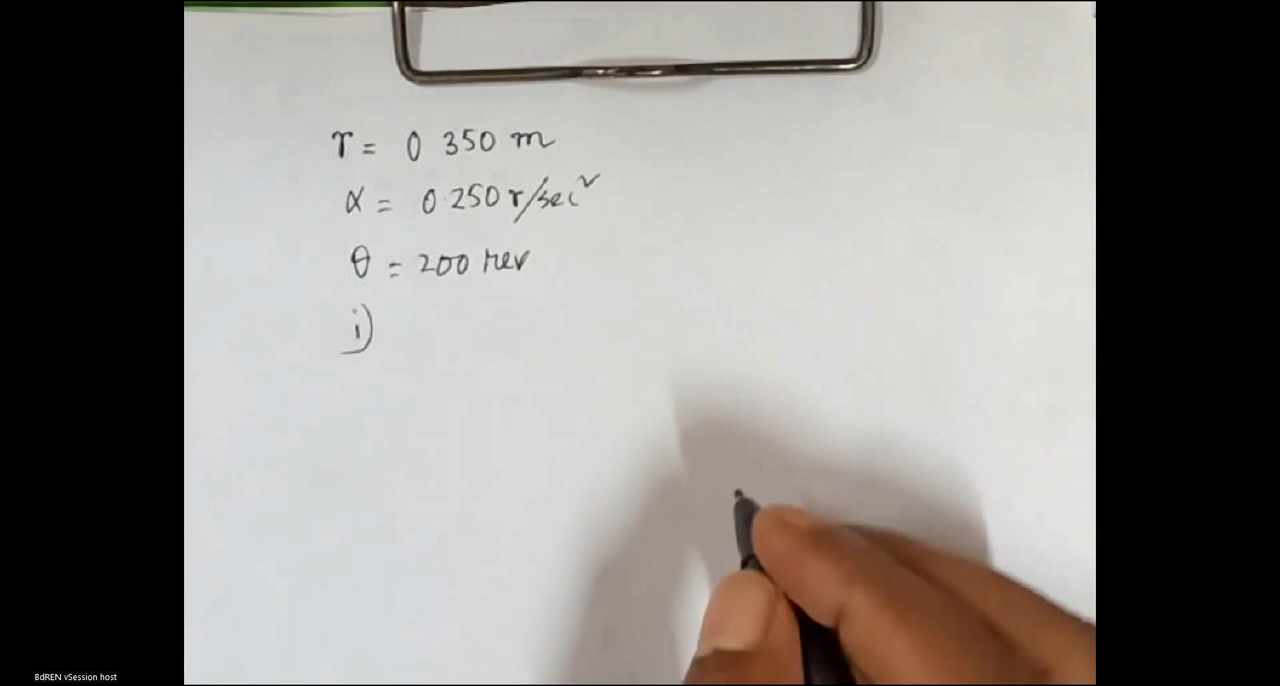 r = 0.350 m
α = 0.250 r/sec²
θ = 200 rev
i)
BdREN vSession host